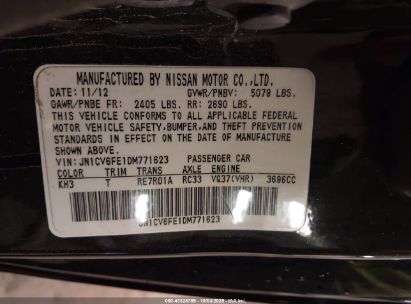 MANUFACTURED BY NISSAN MOTOR CO.,LTD.
DATE: 11/12 GVWR/PNBV: 5079 LBS.
GAWR/PNBE FR: 2405 LBS. RR: 2690 LBS.
THIS VEHICLE CONFORMS TO ALL APPLICABLE FEDERAL
MOTOR VEHICLE SAFETY,BUMPER,AND THEFT PREVENTION
STANDARDS IN EFFECT ON THE DATE OF MANUFACTURE
SHOWN ABOVE.
VIN:JN1CV6FE1DM771623 PASSENGER CAR
COLOR TRIM TRANS AXLE ENGINE
KH3 T RE7R01A RC33 VQ37(VHR) 3696CC
JN1CV6FE1DM771623